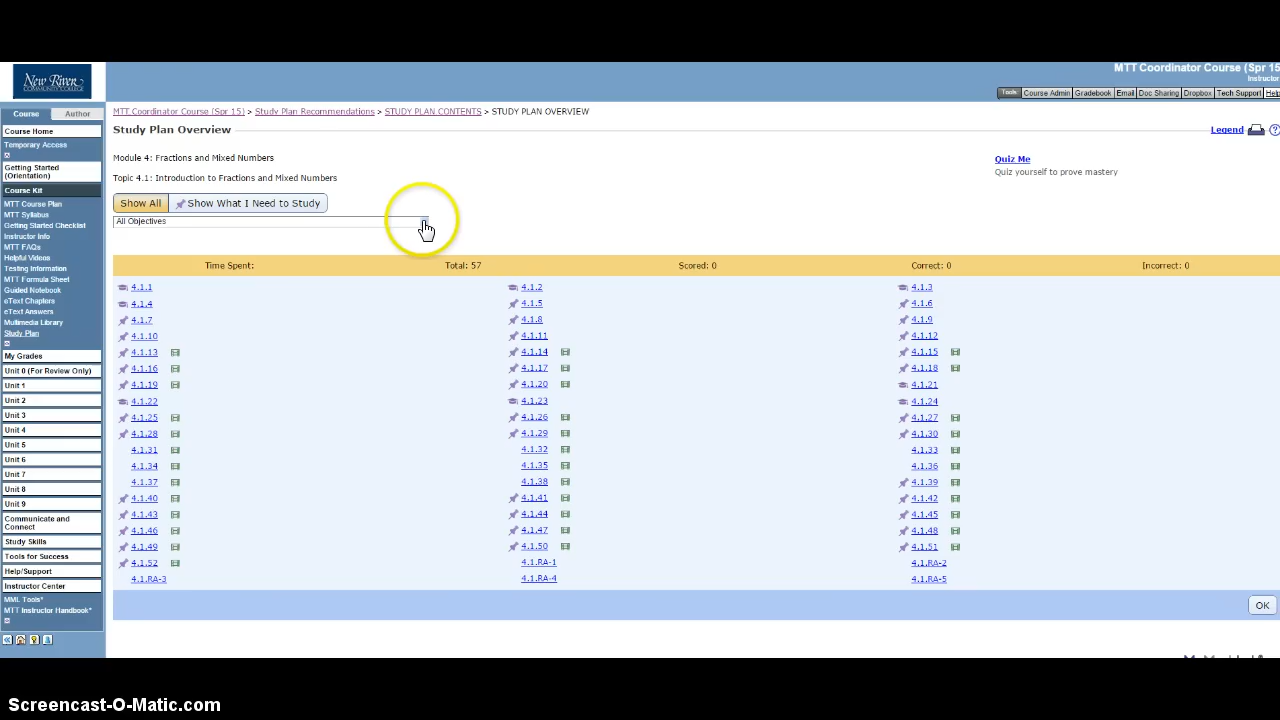 New River
COMMUNITY COLLEGE
MTT Coordinator Course (Spr 15
Instructor
Tools Course Admin Gradebook Email Doc Sharing Dropbox Tech Support Help
Course Author
Course Home
Temporary Access
Getting Started
(Orientation)
Course Kit
MTT Course Plan
MTT Syllabus
Getting Started Checklist
Instructor Info
MTT FAQs
Helpful Videos
Testing Information
MTT Formula Sheet
Guided Notebook
eText Chapters
eText Answers
Multimedia Library
Study Plan
My Grades
Unit 0 (For Review Only)
Unit 1
Unit 2
Unit 3
Unit 4
Unit 5
Unit 6
Unit 7
Unit 8
Unit 9
Communicate and
Connect
Study Skills
Tools for Success
Help/Support
Instructor Center
MML Tools*
MTT Instructor Handbook*
MTT Coordinator Course (Spr 15) > Study Plan Recommendations > STUDY PLAN CONTENTS > STUDY PLAN OVERVIEW
Study Plan Overview
Legend
Module 4: Fractions and Mixed Numbers
Quiz Me
Quiz yourself to prove mastery
Topic 4.1: Introduction to Fractions and Mixed Numbers
Show All Show What I Need to Study
All Objectives
Time Spent: Total: 57 Scored: 0 Correct: 0 Incorrect: 0
4.1.1 4.1.2 4.1.3
4.1.4 4.1.5 4.1.6
4.1.7 4.1.8 4.1.9
4.1.10 4.1.11 4.1.12
4.1.13 4.1.14 4.1.15
4.1.16 4.1.17 4.1.18
4.1.19 4.1.20 4.1.21
4.1.22 4.1.23 4.1.24
4.1.25 4.1.26 4.1.27
4.1.28 4.1.29 4.1.30
4.1.31 4.1.32 4.1.33
4.1.34 4.1.35 4.1.36
4.1.37 4.1.38 4.1.39
4.1.40 4.1.41 4.1.42
4.1.43 4.1.44 4.1.45
4.1.46 4.1.47 4.1.48
4.1.49 4.1.50 4.1.51
4.1.52 4.1.RA-1 4.1.RA-2
4.1.RA-3 4.1.RA-4 4.1.RA-5
OK
Screencast-O-Matic.com